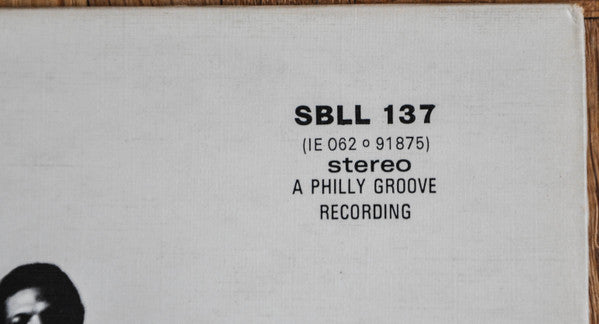 SBLL 137
(IE 062 o 91875)
stereo
A PHILLY GROOVE
RECORDING